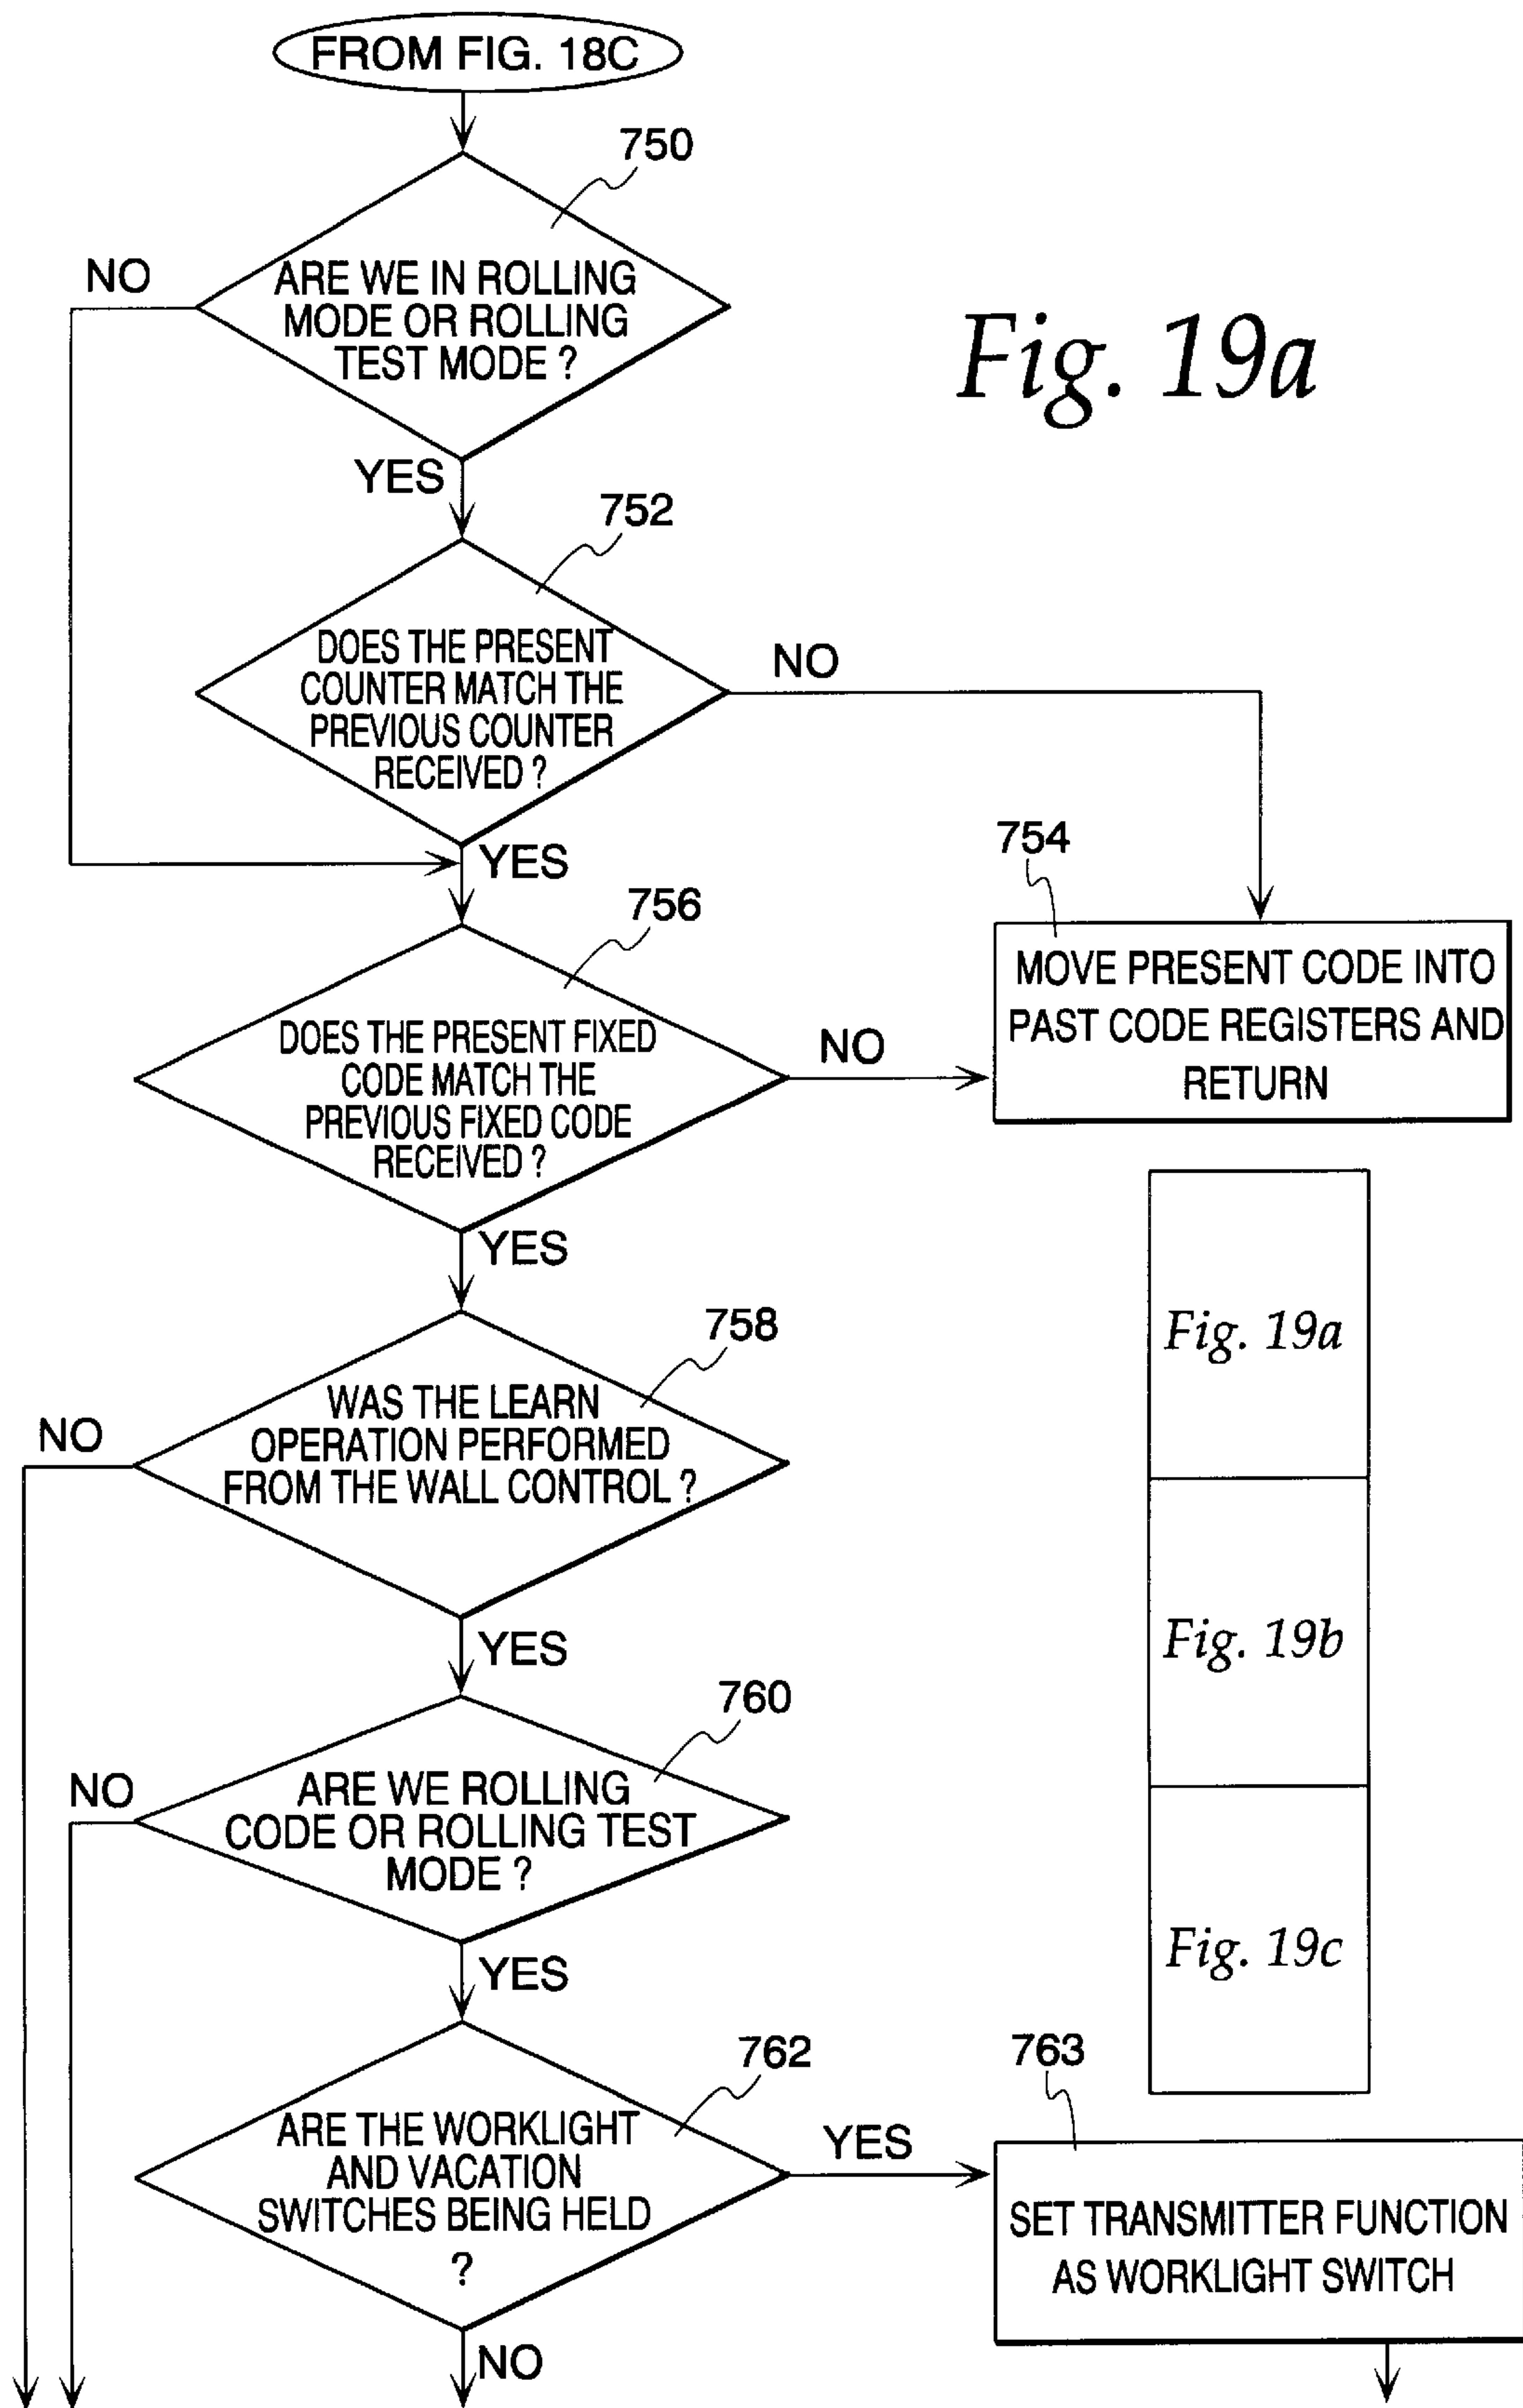 FROM FIG. 18C
750
NO
ARE WE IN ROLLING
MODE OR ROLLING
TEST MODE ?
Fig. 19a
YES
752
DOES THE PRESENT
COUNTER MATCH THE
PREVIOUS COUNTER
RECEIVED ?
NO
YES
754
MOVE PRESENT CODE INTO
PAST CODE REGISTERS AND
RETURN
756
DOES THE PRESENT FIXED
CODE MATCH THE
PREVIOUS FIXED CODE
RECEIVED ?
NO
YES
758
WAS THE LEARN
OPERATION PERFORMED
FROM THE WALL CONTROL ?
NO
YES
Fig. 19a
Fig. 19b
Fig. 19c
760
ARE WE ROLLING
CODE OR ROLLING TEST
MODE ?
NO
YES
762
ARE THE WORKLIGHT
AND VACATION
SWITCHES BEING HELD
?
YES
NO
763
SET TRANSMITTER FUNCTION
AS WORKLIGHT SWITCH